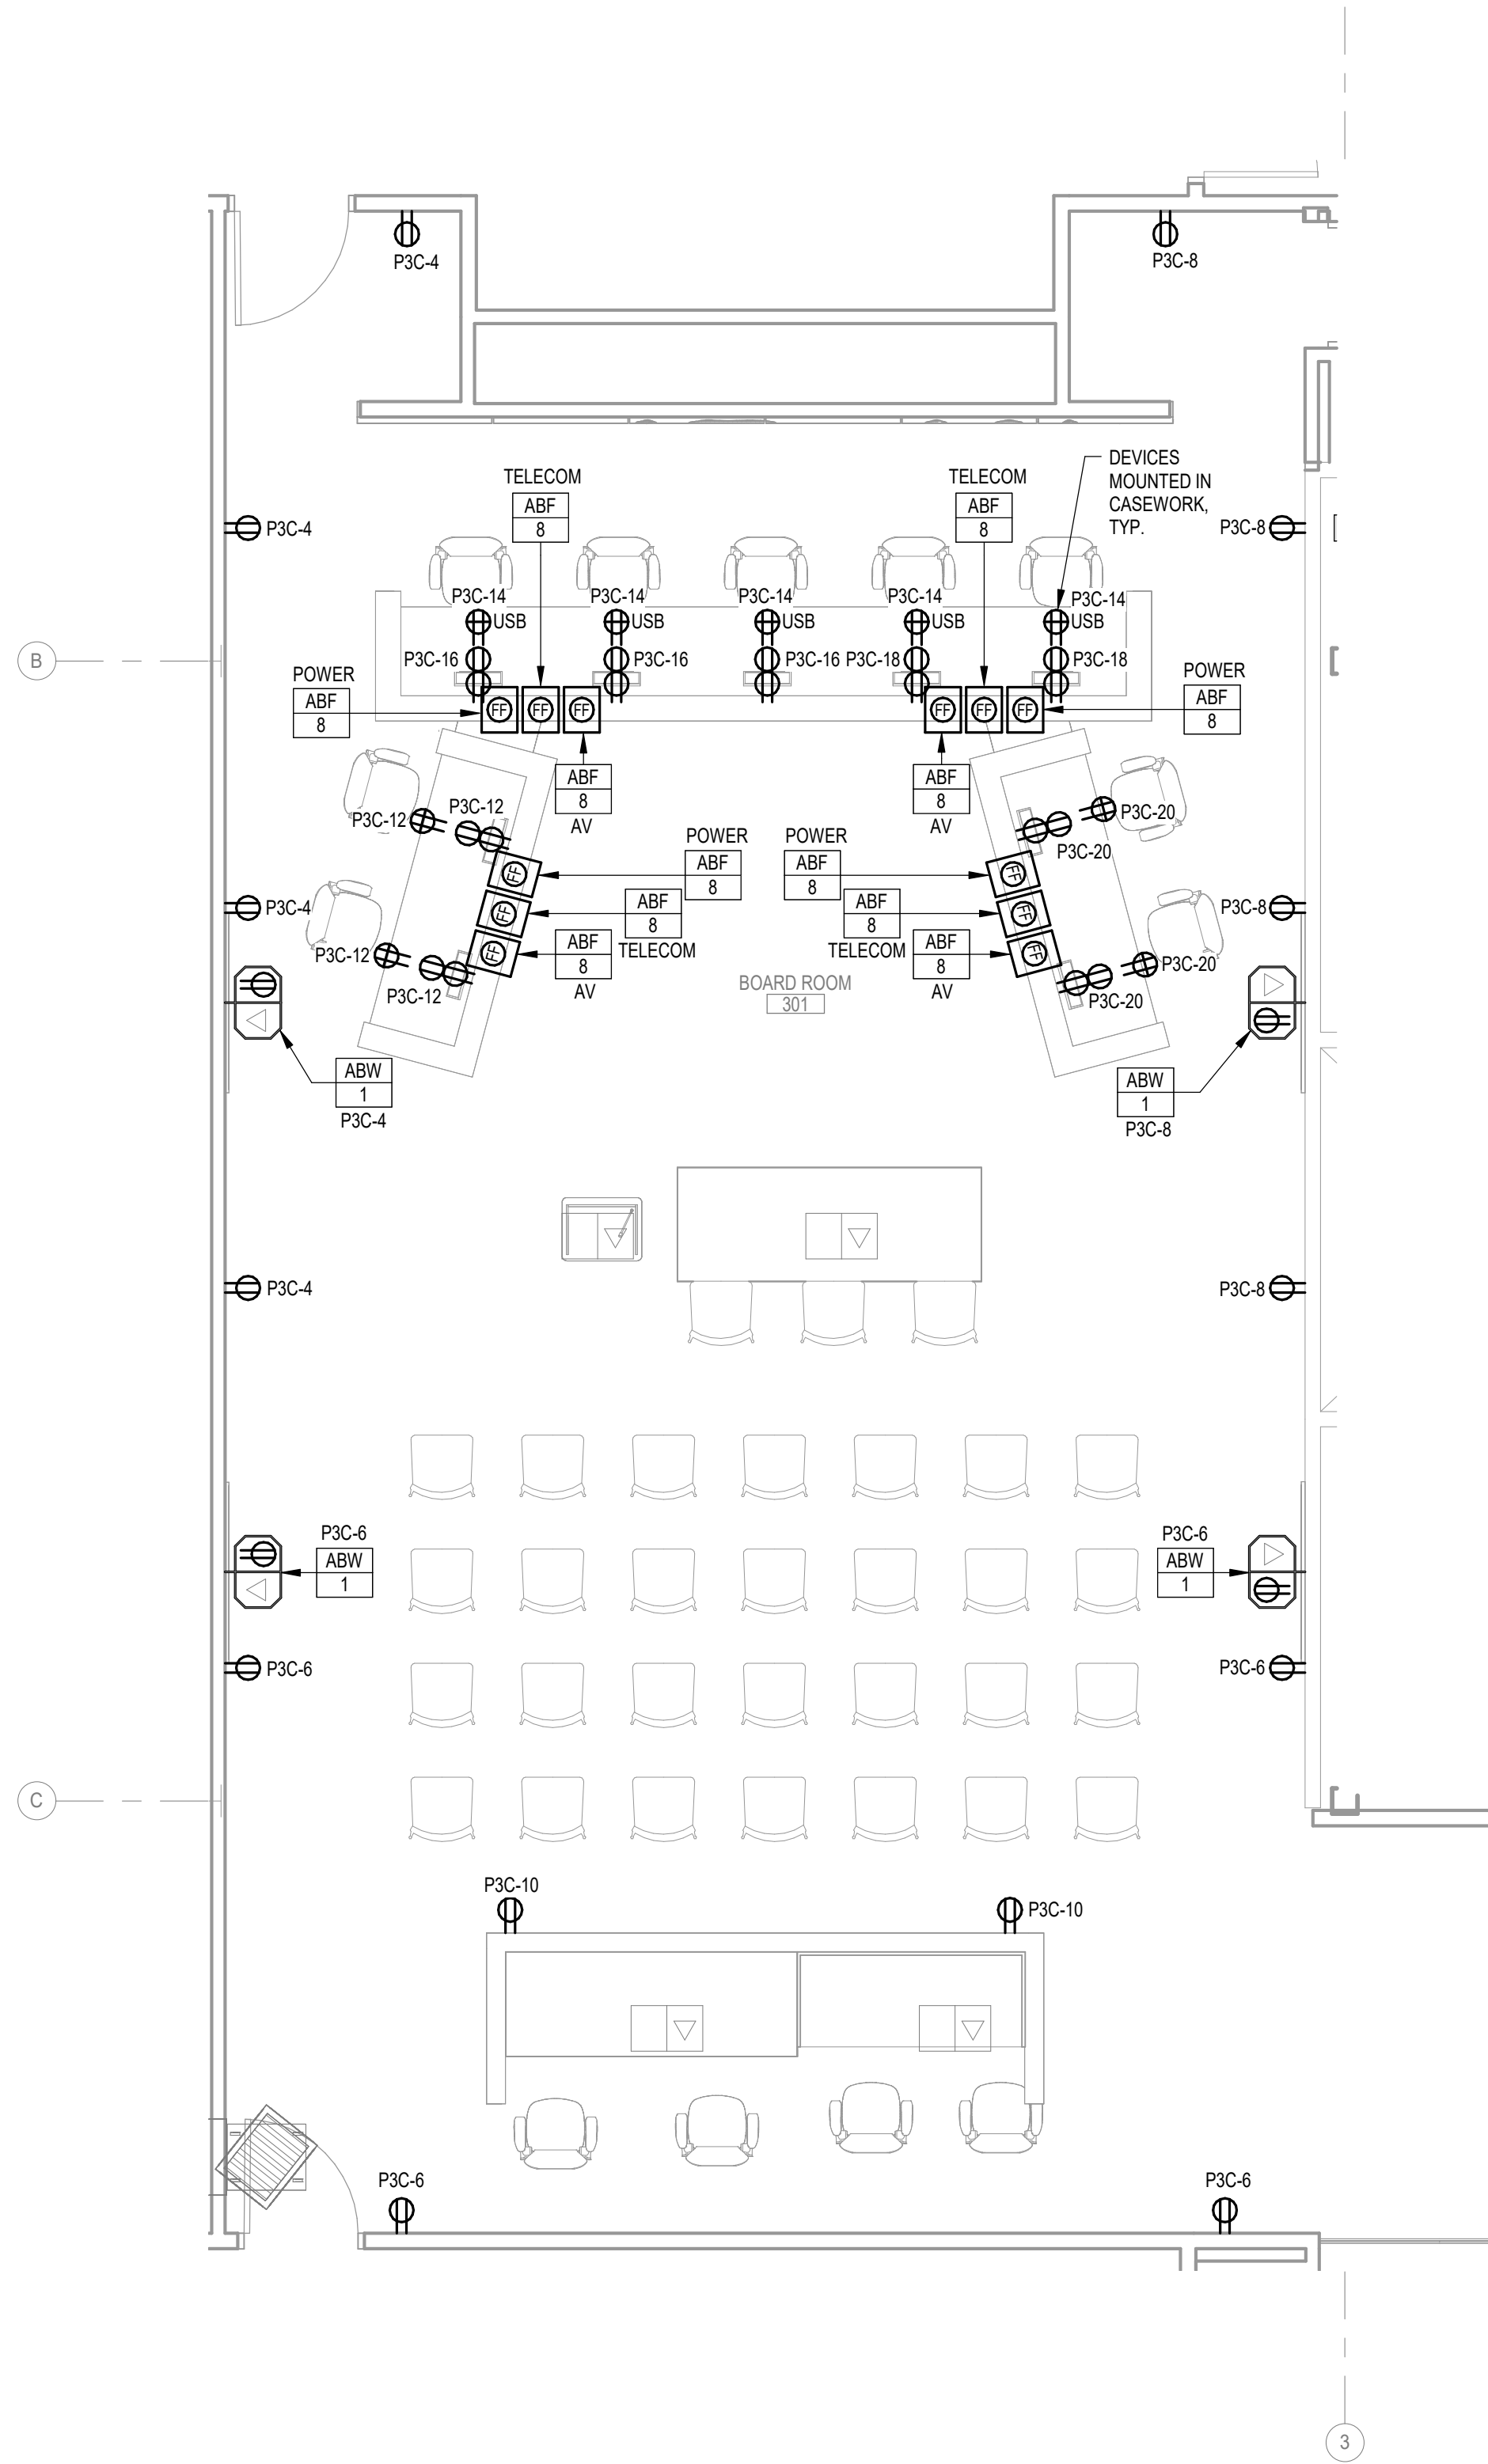 P3C-4
P3C-8
TELECOM
ABF
8
TELECOM
ABF
8
DEVICES
MOUNTED IN
CASEWORK,
TYP.
P3C-4
P3C-8
P3C-14
USB
P3C-14
USB
P3C-14
USB
P3C-14
USB
P3C-14
USB
B
P3C-16
P3C-16
P3C-16
P3C-18
P3C-18
POWER
ABF
8
POWER
ABF
8
FF
FF
FF
FF
FF
FF
ABF
8
AV
ABF
8
AV
P3C-12
P3C-12
P3C-20
P3C-20
POWER
ABF
8
POWER
ABF
8
FF
FF
FF
FF
FF
FF
ABF
8
TELECOM
ABF
8
TELECOM
ABF
8
AV
ABF
8
AV
P3C-4
P3C-8
P3C-12
P3C-12
P3C-20
P3C-20
BOARD ROOM
301
ABW
1
P3C-4
ABW
1
P3C-8
P3C-4
P3C-8
P3C-6
ABW
1
P3C-6
ABW
1
P3C-6
P3C-6
C
P3C-10
P3C-10
P3C-6
P3C-6
3